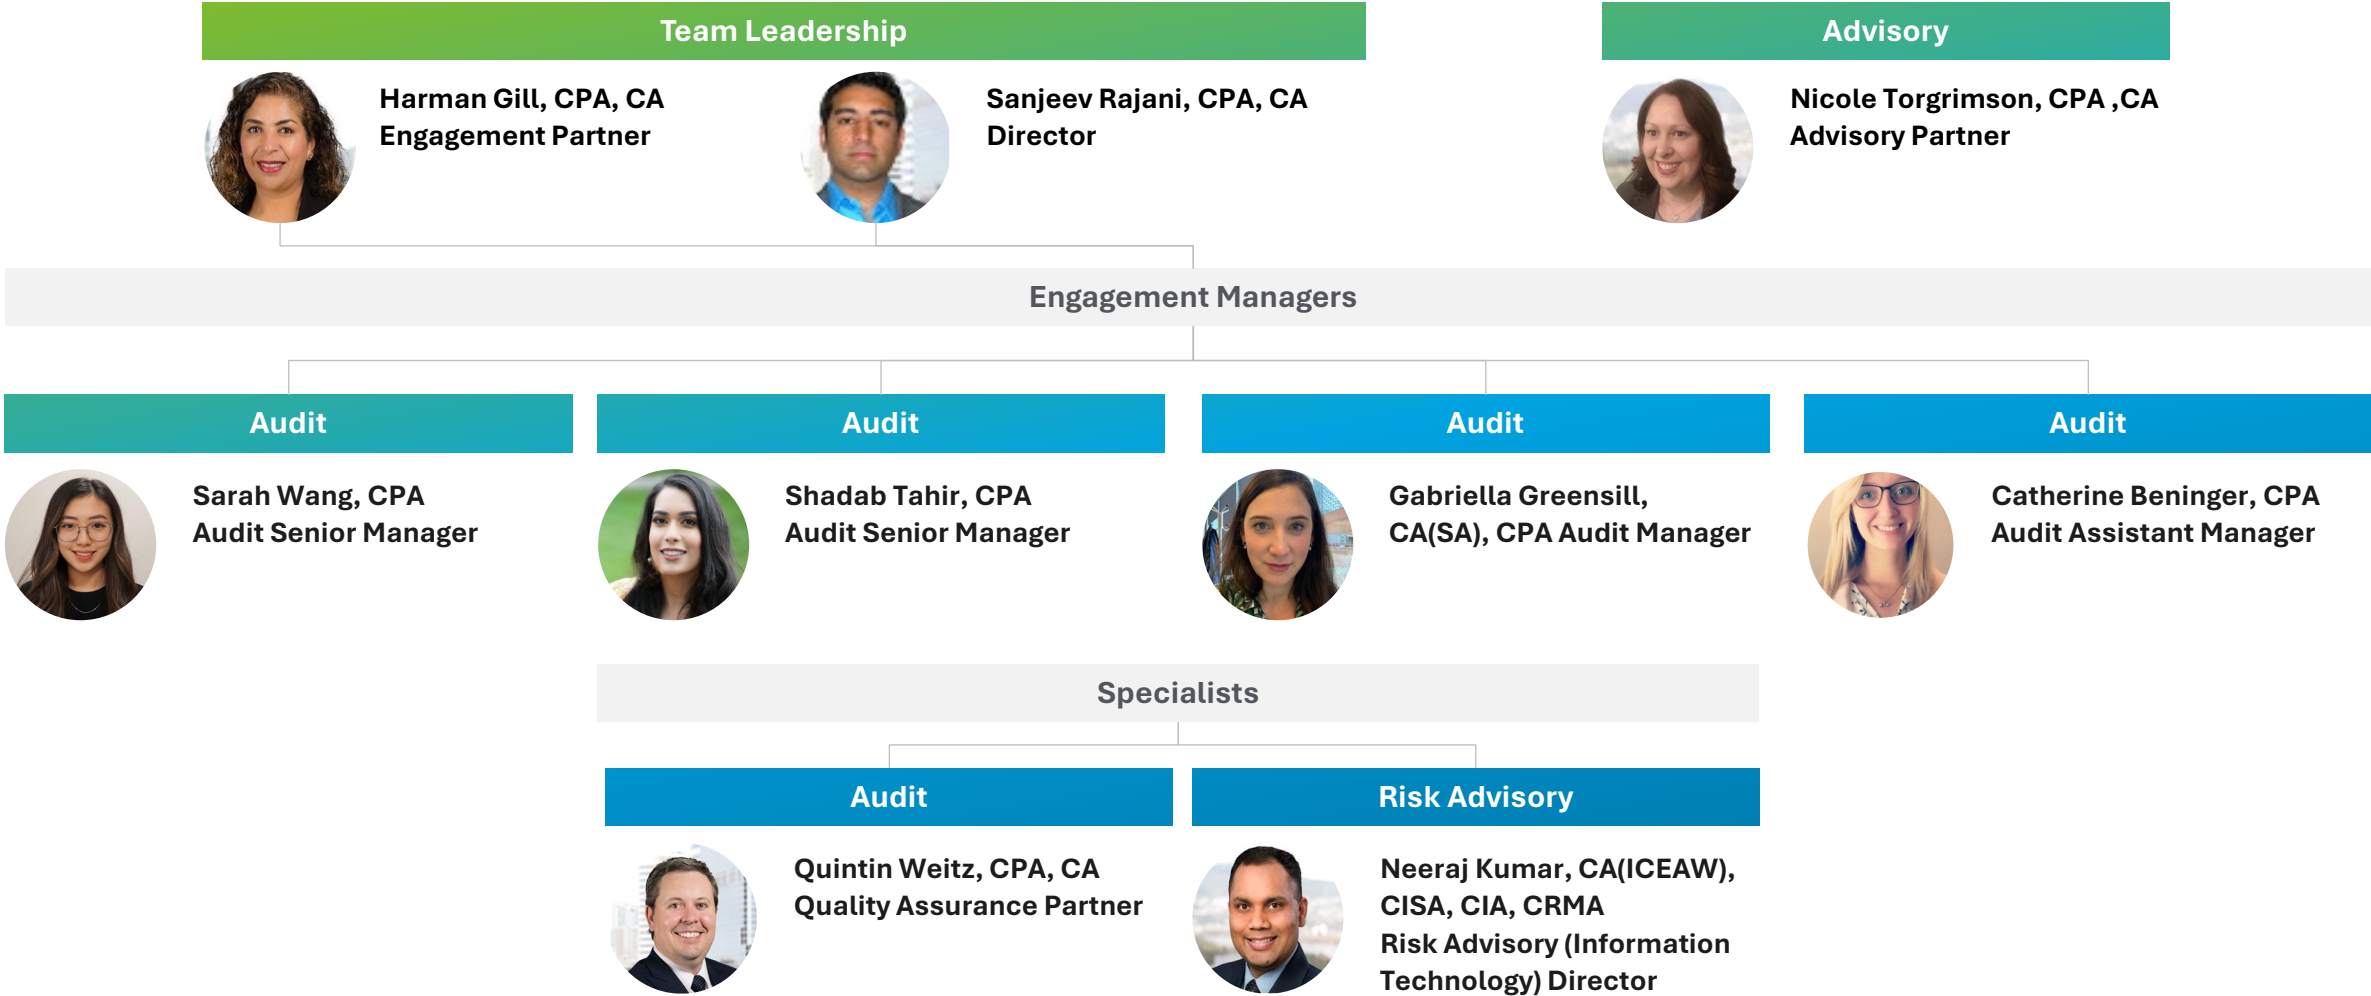 Team Leadership
Advisory
Harman Gill, CPA, CA
Engagement Partner
Sanjeev Rajani, CPA, CA
Director
Nicole Torgrimson, CPA ,CA
Advisory Partner
Engagement Managers
Audit
Audit
Audit
Audit
Sarah Wang, CPA
Audit Senior Manager
Shadab Tahir, CPA
Audit Senior Manager
Gabriella Greensill,
CA(SA), CPA Audit Manager
Catherine Beninger, CPA
Audit Assistant Manager
Specialists
Audit
Risk Advisory
Quintin Weitz, CPA, CA
Quality Assurance Partner
Neeraj Kumar, CA(ICEAW),
CISA, CIA, CRMA
Risk Advisory (Information
Technology) Director